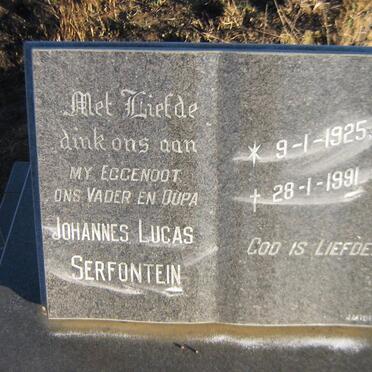 Met Liefde
dink ons aan
MY EGGENOOT
ONS VADER EN OUPA
JOHANNES LUCAS
SERFONTEIN
* 9-1-1925
† 28-1-1991
GOD IS LIEFDE